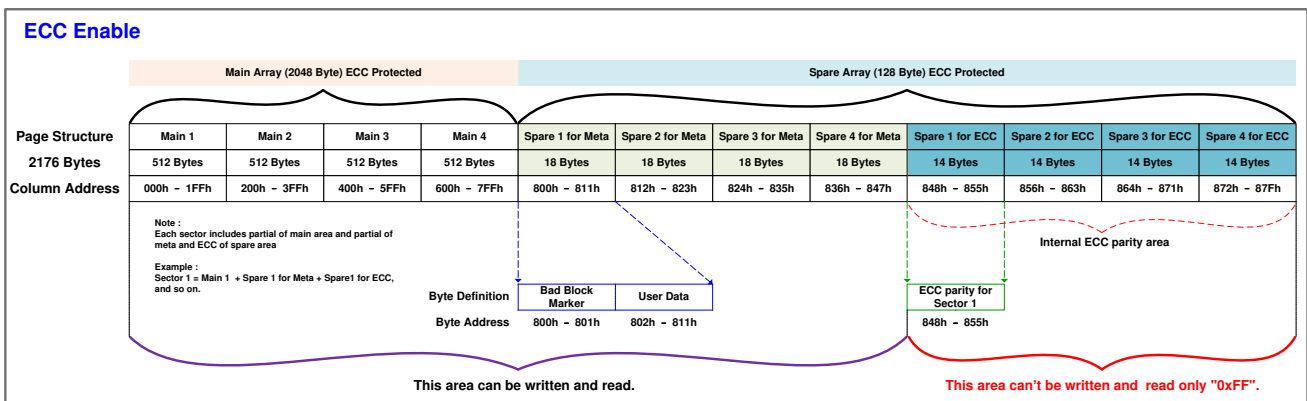 ECC Enable
Main Array (2048 Byte) ECC Protected
Spare Array (128 Byte) ECC Protected
Page Structure Main 1 Main 2 Main 3 Main 4 Spare 1 for Meta Spare 2 for Meta Spare 3 for Meta Spare 4 for Meta Spare 1 for ECC Spare 2 for ECC Spare 3 for ECC Spare 4 for ECC
2176 Bytes 512 Bytes 512 Bytes 512 Bytes 512 Bytes 18 Bytes 18 Bytes 18 Bytes 18 Bytes 14 Bytes 14 Bytes 14 Bytes 14 Bytes
Column Address 000h - 1FFh 200h - 3FFh 400h - 5FFh 600h - 7FFh 800h - 811h 812h - 823h 824h - 835h 836h - 847h 848h - 855h 856h - 863h 864h - 871h 872h - 87Fh
Note :
Each sector includes partial of main area and partial of
meta and ECC of spare area
Example :
Sector 1 = Main 1 + Spare 1 for Meta + Spare1 for ECC,
and so on.
Internal ECC parity area
Byte Definition
Bad Block
Marker
User Data
ECC parity for
Sector 1
Byte Address 800h - 801h 802h - 811h 848h - 855h
This area can be written and read.
This area can't be written and read only "0xFF".